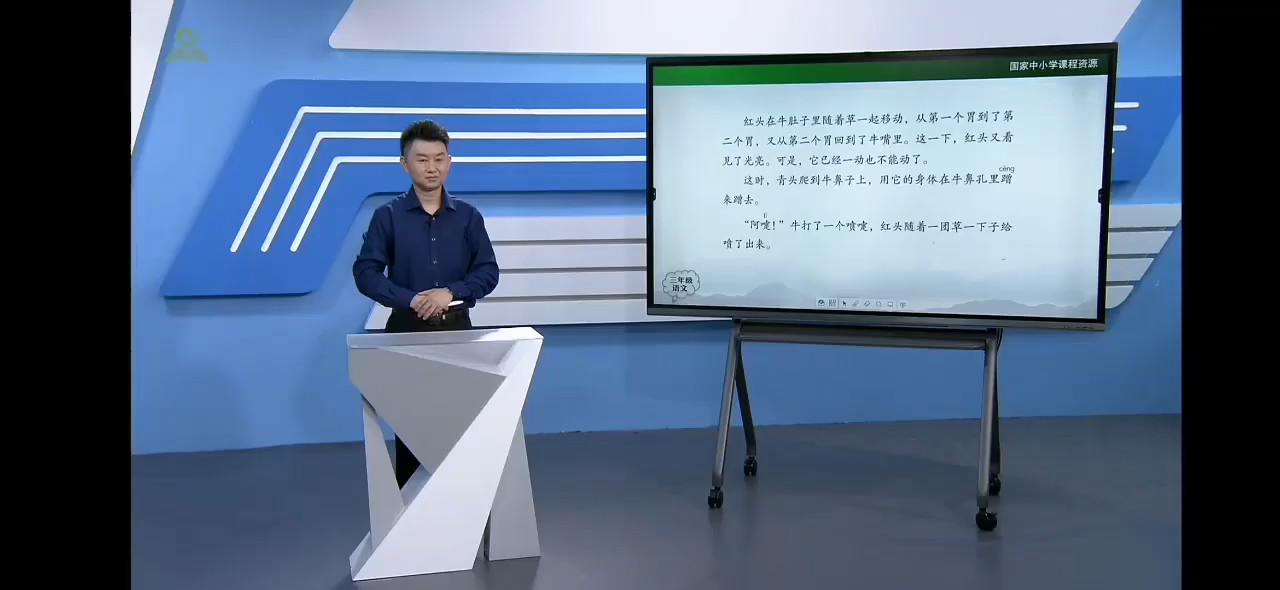 国家中小学课程资源
红头在牛肚子里随着草一起移动，从第一个胃到了第
二个胃，又从第二个胃回到了牛嘴里。这一下，红头又看
见了光亮。可是，它已经一动也不能动了。
cèng
这时，青头爬到牛鼻子上，用它的身体在牛鼻孔里蹭
来蹭去。
tì
“阿嚏！”牛打了一个喷嚏，红头随着一团草一下子给
喷了出来。
三年级
语文